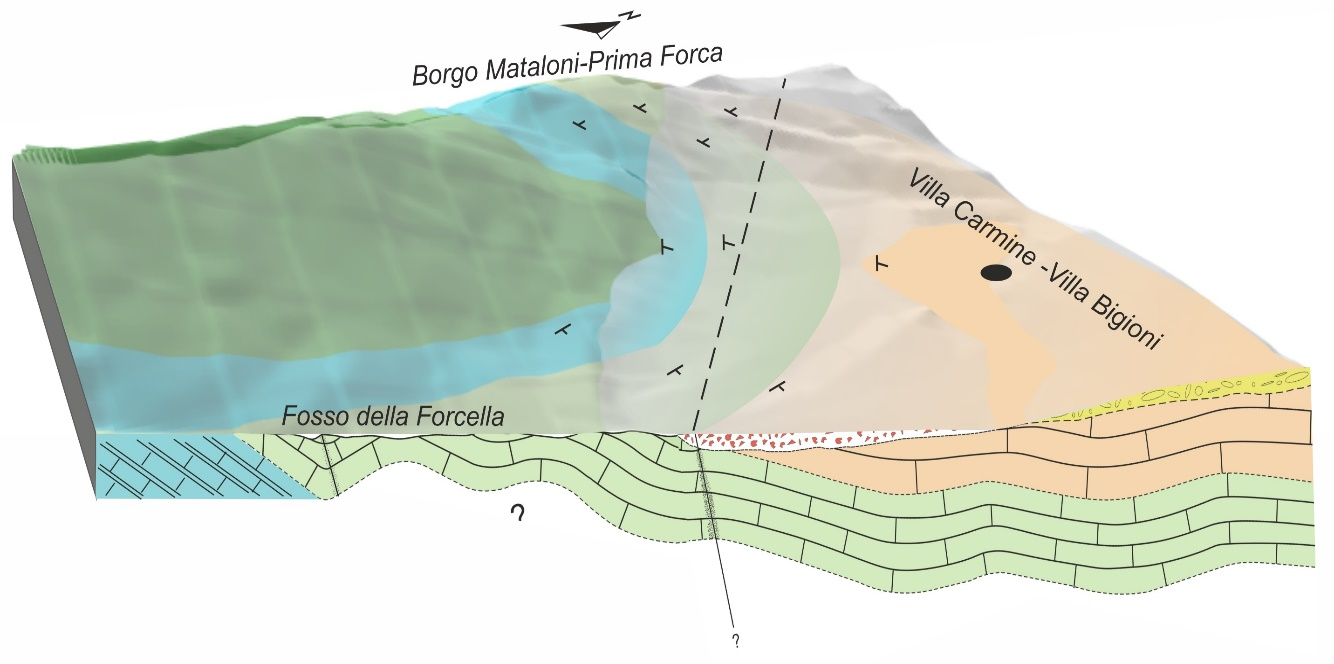 N
Borgo Mataloni-Prima Forca
Villa Carmine -Villa Bigioni
Fosso della Forcella
?
?